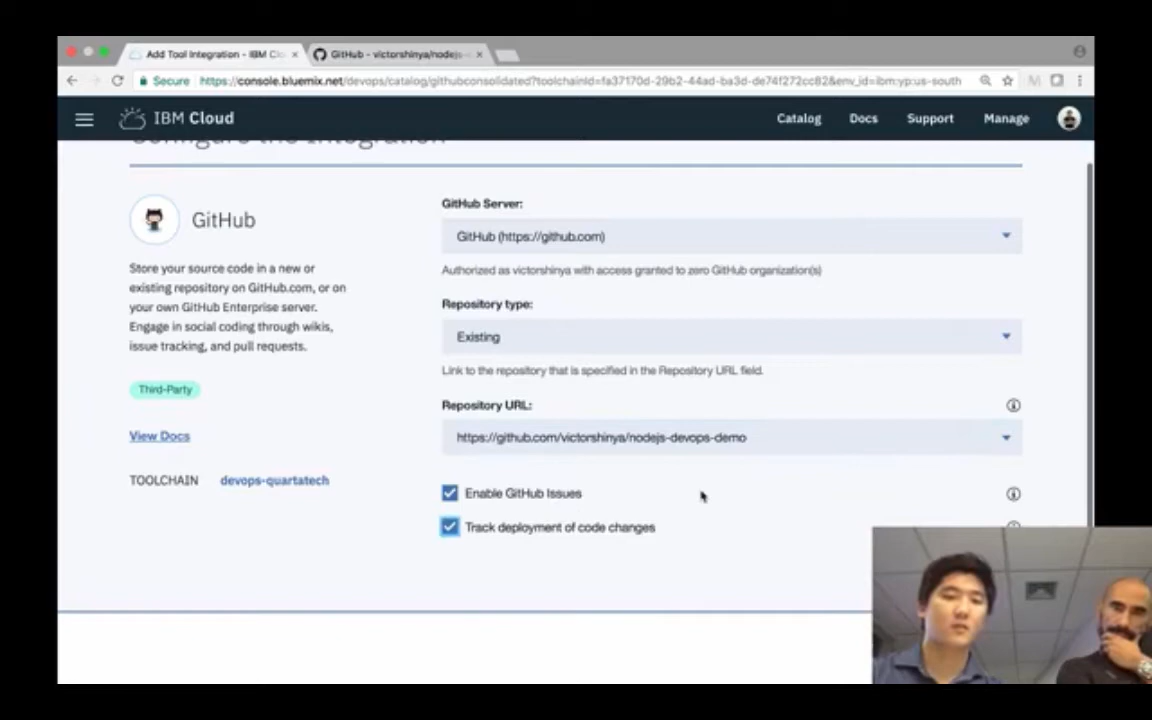 Add Tool Integration - IBM Clo
GitHub - victorshinya/nodejs-
Secure
https://console.bluemix.net/devops/catalog/githubconsolidated?toolchainId=fa37170d-29b2-44ad-ba3d-de74f272cc82&env_id=ibm:yp:us-south
IBM Cloud
Catalog
Docs
Support
Manage
Configure the Integration
GitHub
Store your source code in a new or
existing repository on GitHub.com, or on
your own GitHub Enterprise server.
Engage in social coding through wikis,
issue tracking, and pull requests.
Third-Party
View Docs
TOOLCHAIN devops-quartatech
GitHub Server:
GitHub (https://github.com)
Authorized as victorshinya with access granted to zero GitHub organization(s)
Repository type:
Existing
Link to the repository that is specified in the Repository URL field.
Repository URL:
https://github.com/victorshinya/nodejs-devops-demo
Enable GitHub Issues
Track deployment of code changes